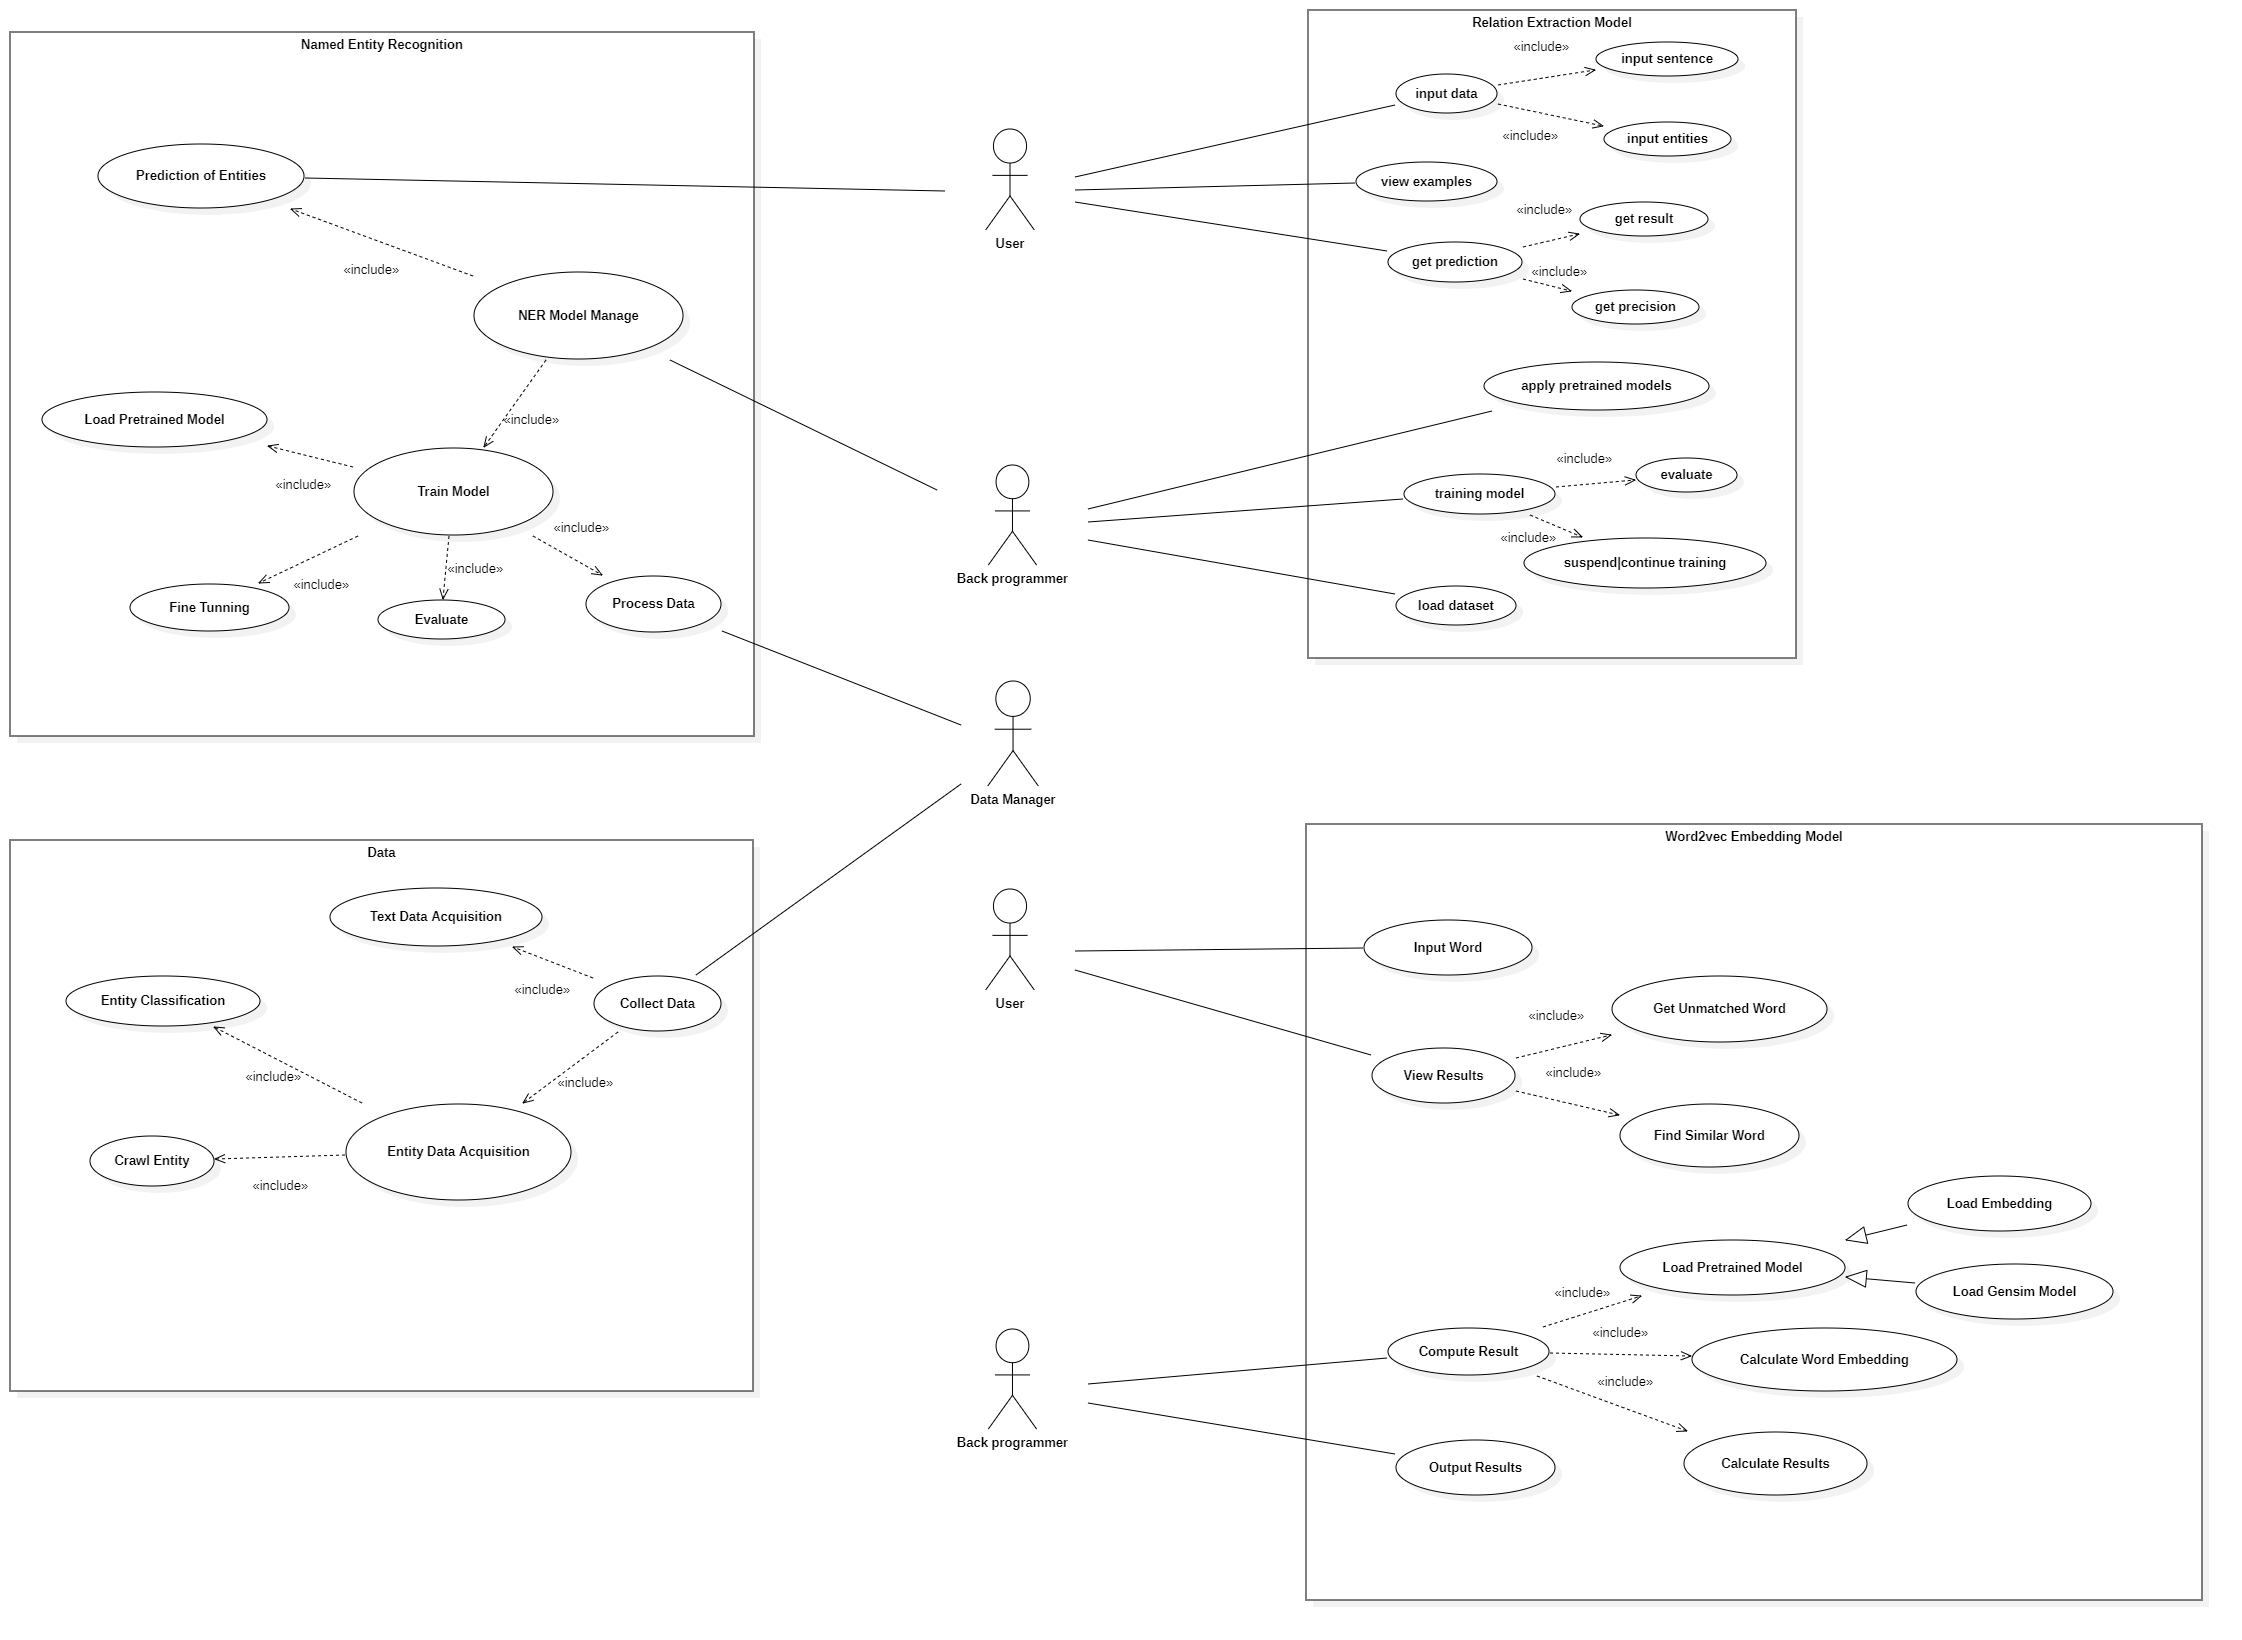 Named Entity Recognition
Prediction of Entities
«include»
NER Model Manage
Load Pretrained Model
«include»
«include»
Train Model
«include»
«include»
«include»
Fine Tunning
Evaluate
Process Data
User
Back programmer
Data Manager
Relation Extraction Model
«include»
input sentence
input data
«include»
input entities
view examples
«include»
get result
get prediction
«include»
get precision
apply pretrained models
«include»
evaluate
training model
«include»
suspend|continue training
load dataset
Data
Text Data Acquisition
«include»
Entity Classification
Collect Data
«include»
«include»
Crawl Entity
Entity Data Acquisition
«include»
User
Back programmer
Word2vec Embedding Model
Input Word
Get Unmatched Word
«include»
View Results
«include»
Find Similar Word
Load Embedding
Load Pretrained Model
Load Gensim Model
«include»
«include»
Compute Result
Calculate Word Embedding
«include»
Output Results
Calculate Results